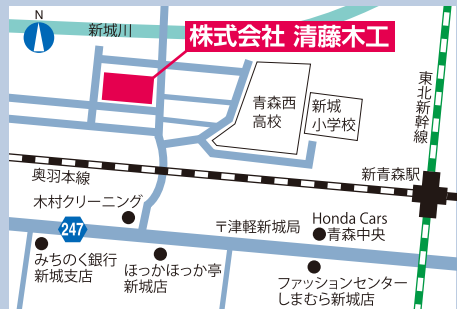 N
新城川
株式会社 清藤木工
青森西
高校
新城
小学校
東北新幹線
奥羽本線
新青森駅
木村クリーニング
247
〒津軽新城局
Honda Cars
青森中央
みちのく銀行
新城支店
ほっかほっか亭
新城店
ファッションセンター
しまむら新城店